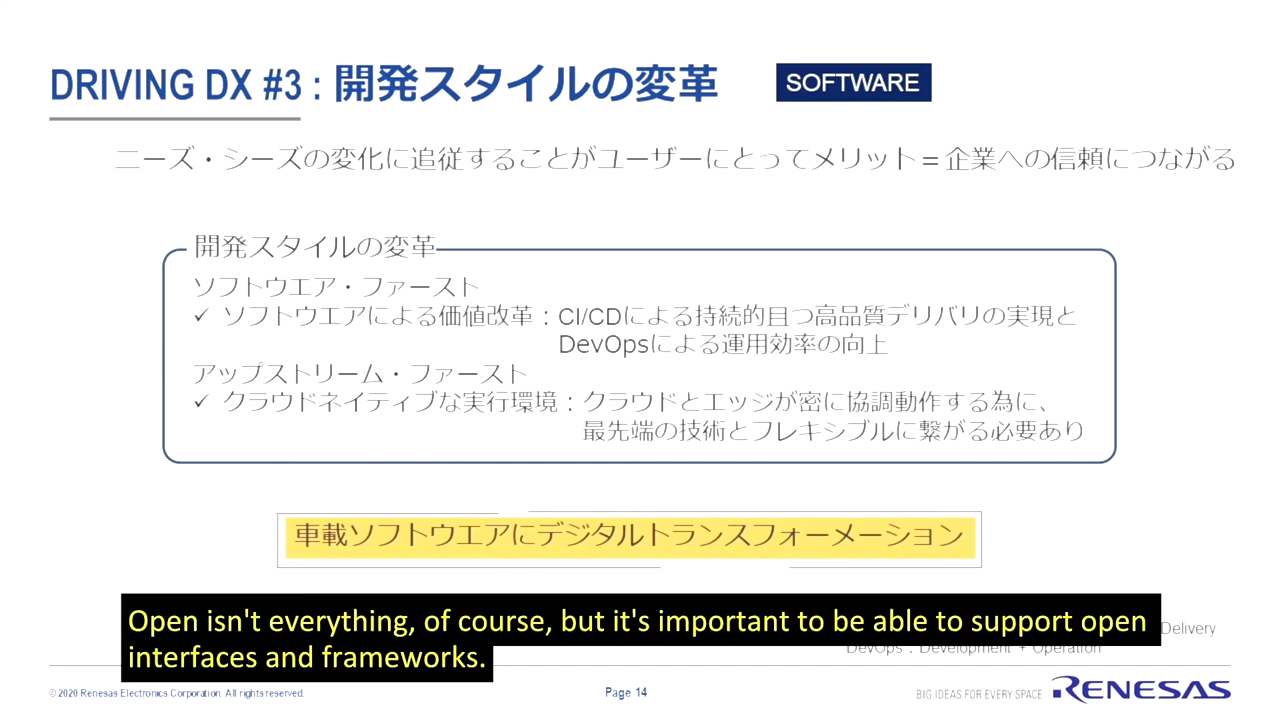 DRIVING DX #3 : 開発スタイルの変革
SOFTWARE
ニーズ・シーズの変化に追従することがユーザーにとってメリット＝企業への信頼につながる
開発スタイルの変革
ソフトウエア・ファースト
✓ ソフトウエアによる価値改革：CI/CDによる持続的且つ高品質デリバリの実現と
DevOpsによる運用効率の向上
アップストリーム・ファースト
✓ クラウドネイティブな実行環境：クラウドとエッジが密に協調動作する為に、
最先端の技術とフレキシブルに繋がる必要あり
車載ソフトウエアにデジタルトランスフォーメーション
Open isn't everything, of course, but it's important to be able to support open
interfaces and frameworks.
Delivery
DevOps : Development + Operation
© 2020 Renesas Electronics Corporation. All rights reserved.
Page 14
BIG IDEAS FOR EVERY SPACE
RENESAS